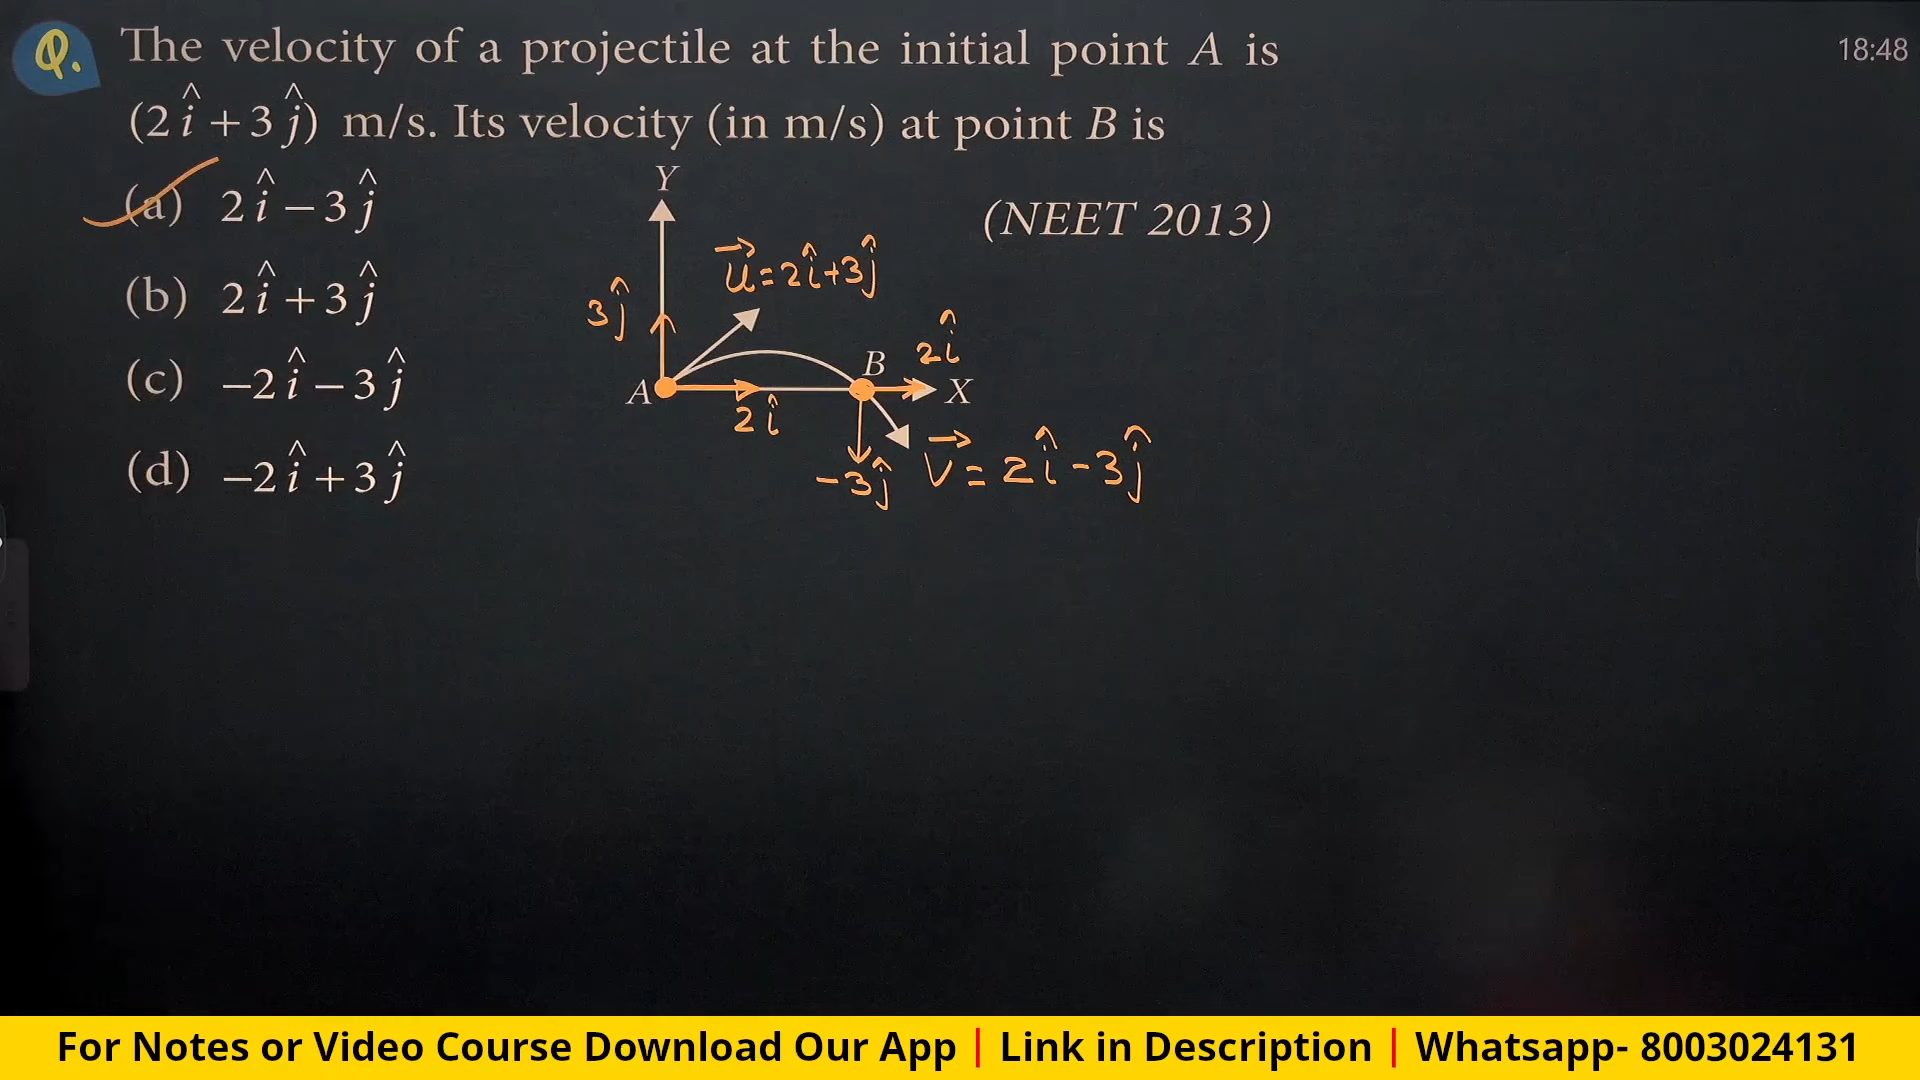 Q. The velocity of a projectile at the initial point A is
18:48
(2 î + 3 ĵ) m/s. Its velocity (in m/s) at point B is
(a) 2 î − 3 ĵ
(NEET 2013)
(b) 2 î + 3 ĵ
(c) −2 î − 3 ĵ
(d) −2 î + 3 ĵ
Y
u⃗ = 2î + 3ĵ
3ĵ
2î
B
A
X
2î
-3ĵ
v⃗ = 2î - 3ĵ
For Notes or Video Course Download Our App | Link in Description | Whatsapp- 8003024131